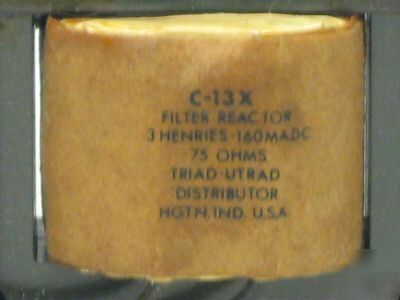 C-13X
FILTER REACTOR
3 HENRIES-160MADC
75 OHMS
TRIAD-UTRAD
DISTRIBUTOR
HGTN. IND. U.S.A.